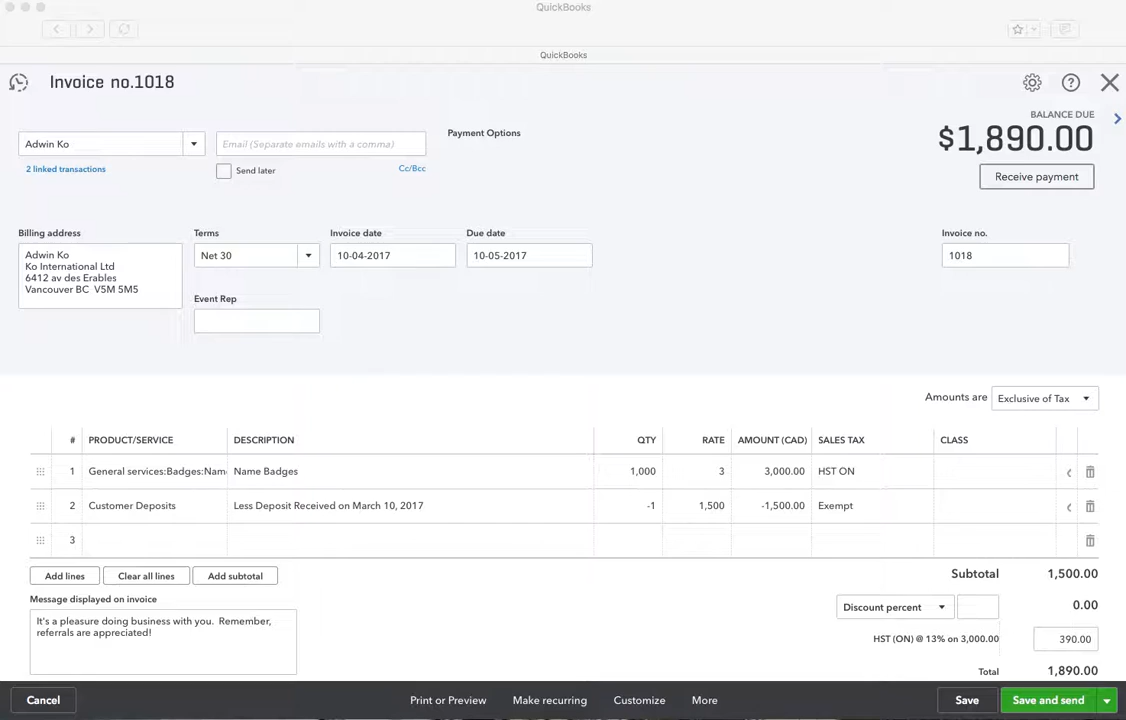 QuickBooks
QuickBooks
Invoice no.1018
BALANCE DUE
$1,890.00
Receive payment
Adwin Ko
Email (Separate emails with a comma)
Payment Options
2 linked transactions
Send later
Cc/Bcc
Billing address
Terms
Invoice date
Due date
Invoice no.
Adwin Ko
Ko International Ltd
6412 av des Erables
Vancouver BC  V5M 5M5
Net 30
10-04-2017
10-05-2017
1018
Event Rep
Amounts are
Exclusive of Tax
# PRODUCT/SERVICE DESCRIPTION QTY RATE AMOUNT (CAD) SALES TAX CLASS
1 General services:Badges:Nam Name Badges 1,000 3 3,000.00 HST ON
2 Customer Deposits Less Deposit Received on March 10, 2017 -1 1,500 -1,500.00 Exempt
3
Add lines
Clear all lines
Add subtotal
Subtotal 1,500.00
Message displayed on invoice
It's a pleasure doing business with you.  Remember,
referrals are appreciated!
Discount percent 0.00
HST (ON) @ 13% on 3,000.00 390.00
Total 1,890.00
Cancel
Print or Preview
Make recurring
Customize
More
Save
Save and send